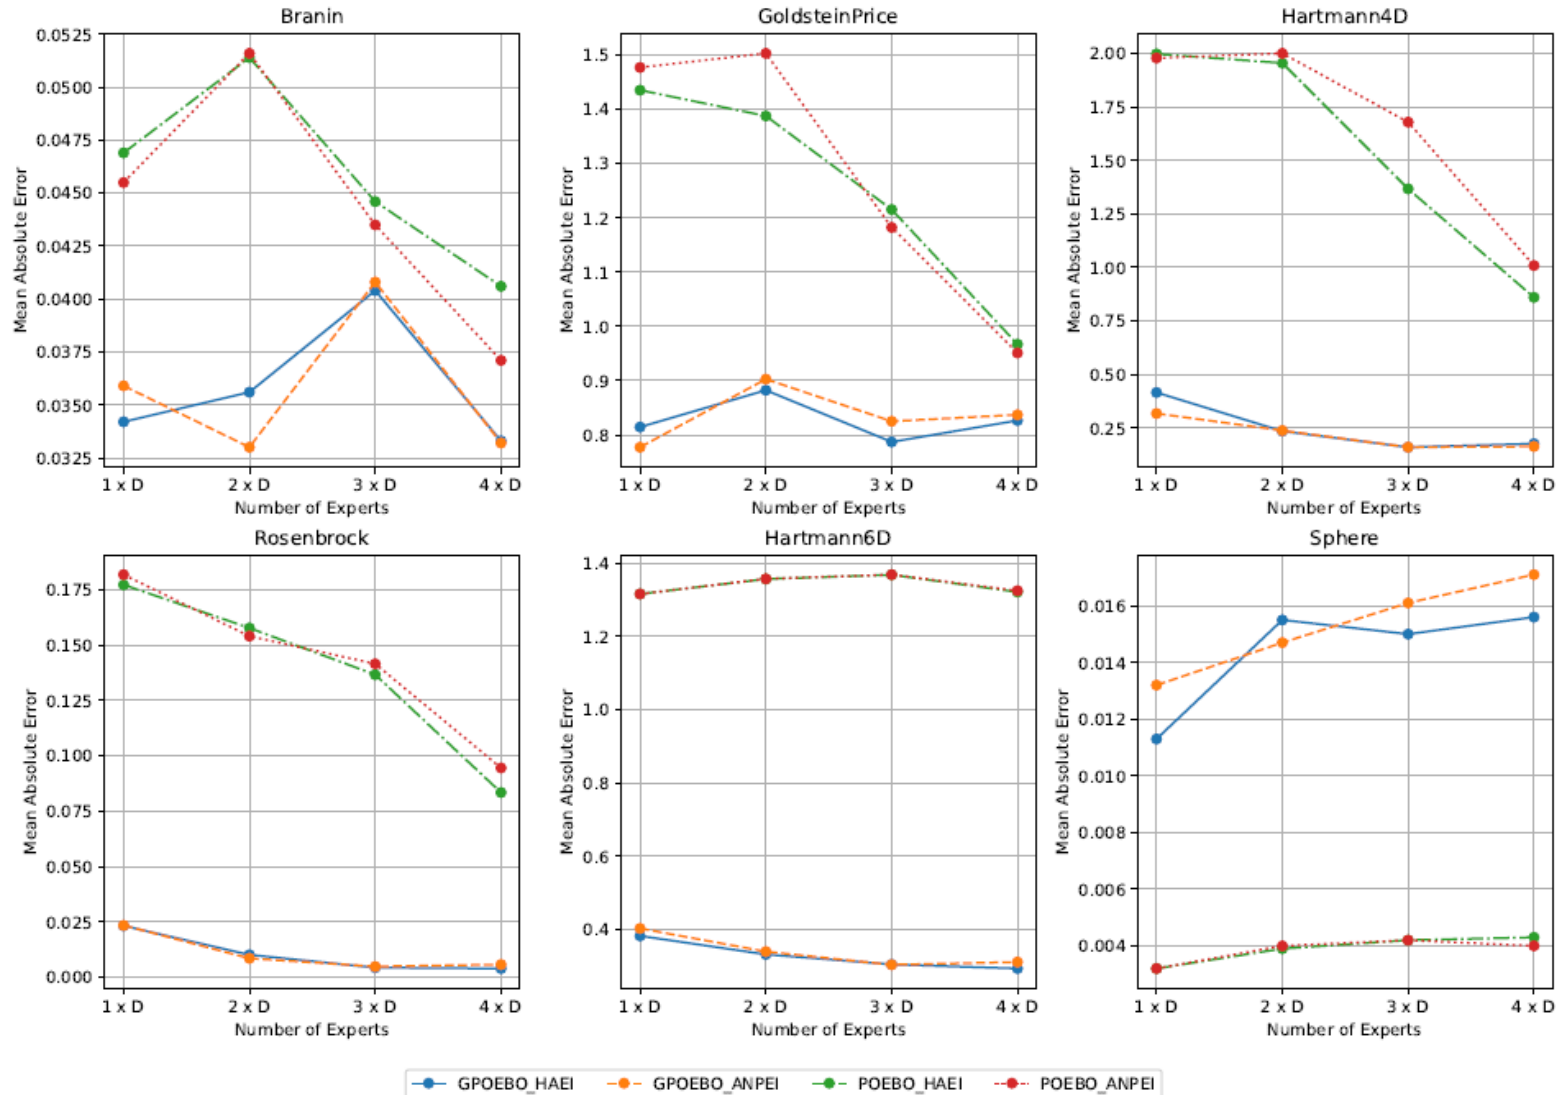 Branin
0.0525
0.0500
0.0475
0.0450
0.0425
0.0400
0.0375
0.0350
0.0325
Mean Absolute Error
1 x D 2 x D 3 x D 4 x D
Number of Experts
GoldsteinPrice
1.5
1.4
1.3
1.2
1.1
1.0
0.9
0.8
Mean Absolute Error
1 x D 2 x D 3 x D 4 x D
Number of Experts
Hartmann4D
2.00
1.75
1.50
1.25
1.00
0.75
0.50
0.25
Mean Absolute Error
1 x D 2 x D 3 x D 4 x D
Number of Experts
Rosenbrock
0.175
0.150
0.125
0.100
0.075
0.050
0.025
0.000
Mean Absolute Error
1 x D 2 x D 3 x D 4 x D
Number of Experts
Hartmann6D
1.4
1.2
1.0
0.8
0.6
0.4
Mean Absolute Error
1 x D 2 x D 3 x D 4 x D
Number of Experts
Sphere
0.016
0.014
0.012
0.010
0.008
0.006
0.004
Mean Absolute Error
1 x D 2 x D 3 x D 4 x D
Number of Experts
GPOEBO_HAEI GPOEBO_ANPEI POEBO_HAEI POEBO_ANPEI